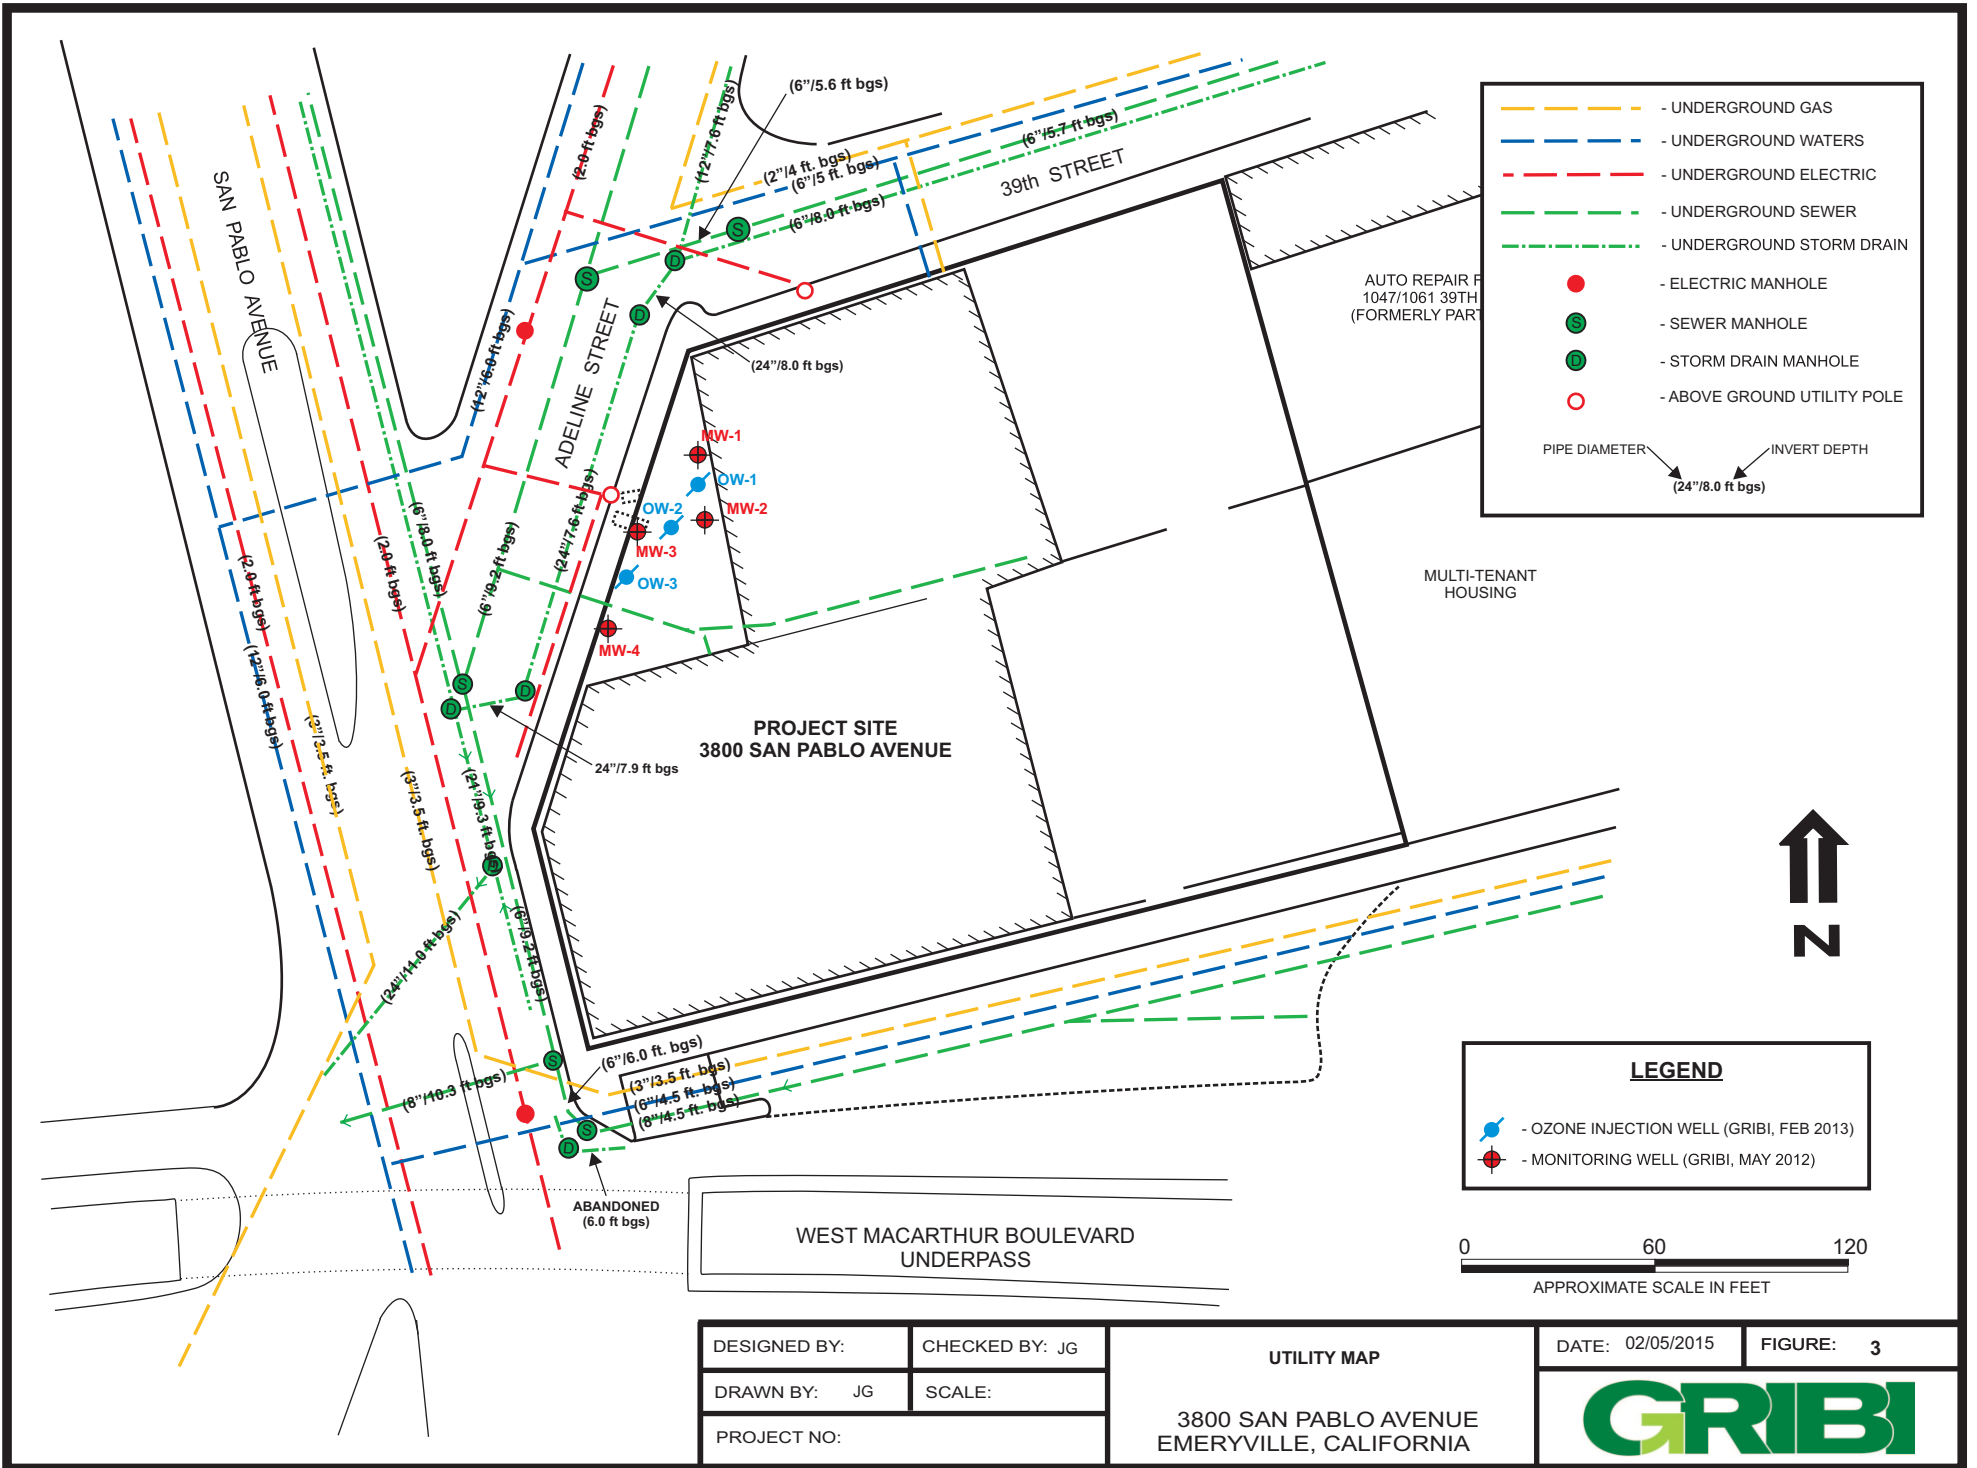 (6”/5.6 ft bgs)
(2.0 ft bgs)
(12”/7.6 ft bgs)
(2”/4 ft. bgs)
(6”/5 ft. bgs)
(6”/5.7 ft bgs)
(6”/8.0 ft bgs)
39th STREET
SAN PABLO AVENUE
ADELINE STREET
(12”/6.0 ft bgs)
(24”/8.0 ft bgs)
- UNDERGROUND GAS
- UNDERGROUND WATERS
- UNDERGROUND ELECTRIC
- UNDERGROUND SEWER
- UNDERGROUND STORM DRAIN
- ELECTRIC MANHOLE
S - SEWER MANHOLE
D - STORM DRAIN MANHOLE
- ABOVE GROUND UTILITY POLE
PIPE DIAMETER
INVERT DEPTH
(24”/8.0 ft bgs)
AUTO REPAIR F
1047/1061 39TH
(FORMERLY PART
S
S
D
D
MW-1
OW-1
OW-2
MW-2
MW-3
OW-3
MW-4
(6”/8.0 ft bgs)
(2.0 ft bgs)
(6”/9.2 ft bgs)
(24”/7.6 ft bgs)
(2.0 ft bgs)
(12”/6.0 ft bgs)
(3”/3.5 ft. bgs)
(3”/3.5 ft. bgs)
MULTI-TENANT
HOUSING
S
D
D
PROJECT SITE
3800 SAN PABLO AVENUE
24”/7.9 ft bgs
(21”/9.3 ft bgs)
D
(6”/9.2 ft bgs)
(24”/11.0 ft bgs)
N
S
(6”/6.0 ft. bgs)
(3”/3.5 ft. bgs)
(6”/4.5 ft. bgs)
(8”/4.5 ft. bgs)
(8”/10.3 ft bgs)
S
D
ABANDONED
(6.0 ft bgs)
WEST MACARTHUR BOULEVARD
UNDERPASS
LEGEND
- OZONE INJECTION WELL (GRIBI, FEB 2013)
- MONITORING WELL (GRIBI, MAY 2012)
0 60 120
APPROXIMATE SCALE IN FEET
DESIGNED BY:
CHECKED BY: JG
DRAWN BY: JG
SCALE:
PROJECT NO:
UTILITY MAP
3800 SAN PABLO AVENUE
EMERYVILLE, CALIFORNIA
DATE: 02/05/2015
FIGURE: 3
GRIBI